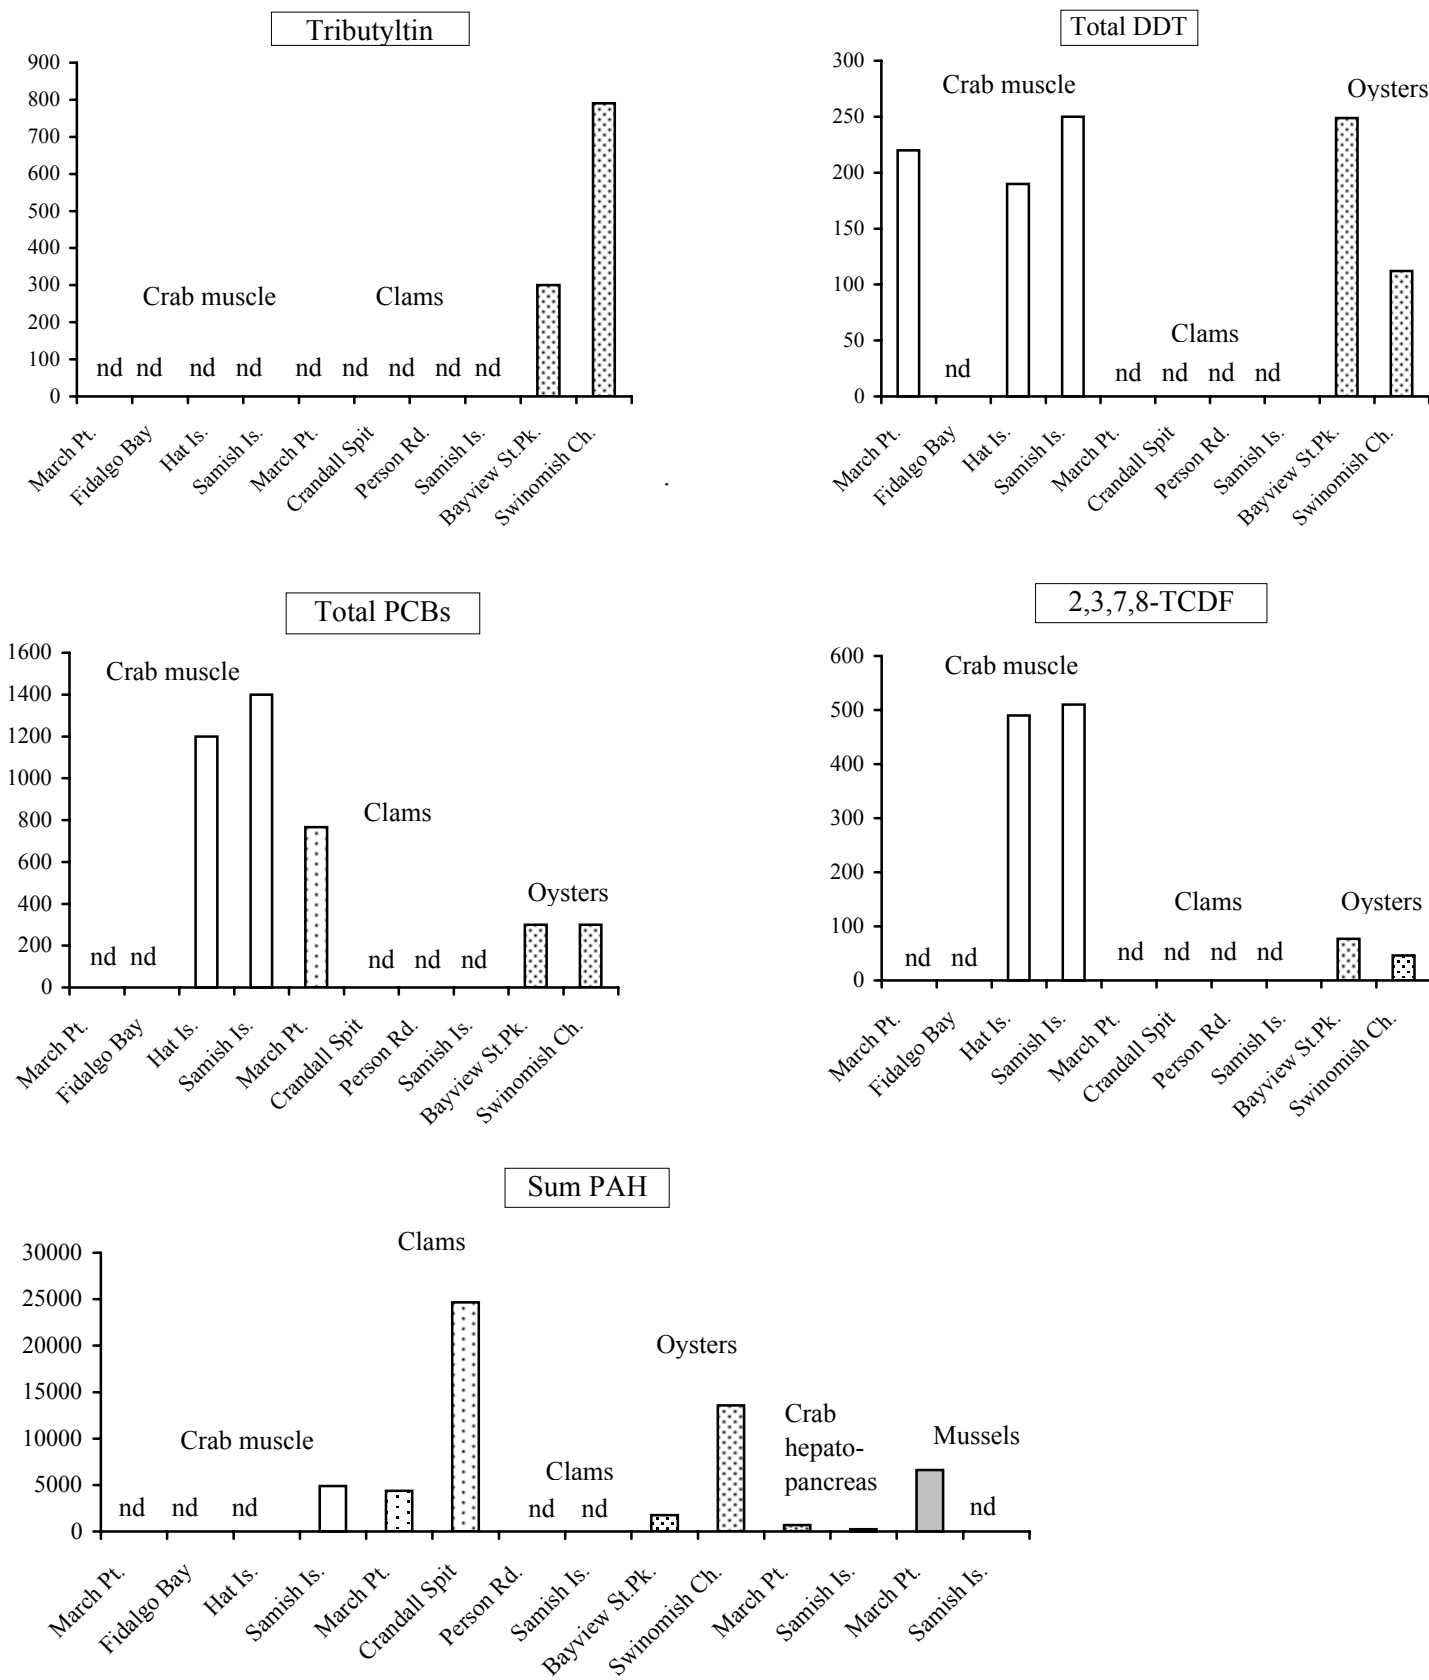 Tributyltin
900
800
700
600
500
400
300
200
100
0
Crab muscle
Clams
nd nd nd nd nd nd nd nd nd
March Pt.
Fidalgo Bay
Hat Is.
Samish Is.
March Pt.
Crandall Spit
Person Rd.
Samish Is.
Bayview St.Pk.
Swinomish Ch.
Total DDT
300
250
200
150
100
50
0
Crab muscle
Oysters
Clams
nd nd nd nd nd
March Pt.
Fidalgo Bay
Hat Is.
Samish Is.
March Pt.
Crandall Spit
Person Rd.
Samish Is.
Bayview St.Pk.
Swinomish Ch.
Total PCBs
1600
1400
1200
1000
800
600
400
200
0
Crab muscle
Clams
Oysters
nd nd nd nd nd
March Pt.
Fidalgo Bay
Hat Is.
Samish Is.
March Pt.
Crandall Spit
Person Rd.
Samish Is.
Bayview St.Pk.
Swinomish Ch.
2,3,7,8-TCDF
600
500
400
300
200
100
0
Crab muscle
Clams
Oysters
nd nd nd nd nd nd
March Pt.
Fidalgo Bay
Hat Is.
Samish Is.
March Pt.
Crandall Spit
Person Rd.
Samish Is.
Bayview St.Pk.
Swinomish Ch.
Sum PAH
30000
25000
20000
15000
10000
5000
0
Clams
Oysters
Crab muscle
Clams
Crab
hepato-
pancreas
Mussels
nd nd nd nd nd nd
March Pt.
Fidalgo Bay
Hat Is.
Samish Is.
March Pt.
Crandall Spit
Person Rd.
Samish Is.
Bayview St.Pk.
Swinomish Ch.
March Pt.
Samish Is.
March Pt.
Samish Is.